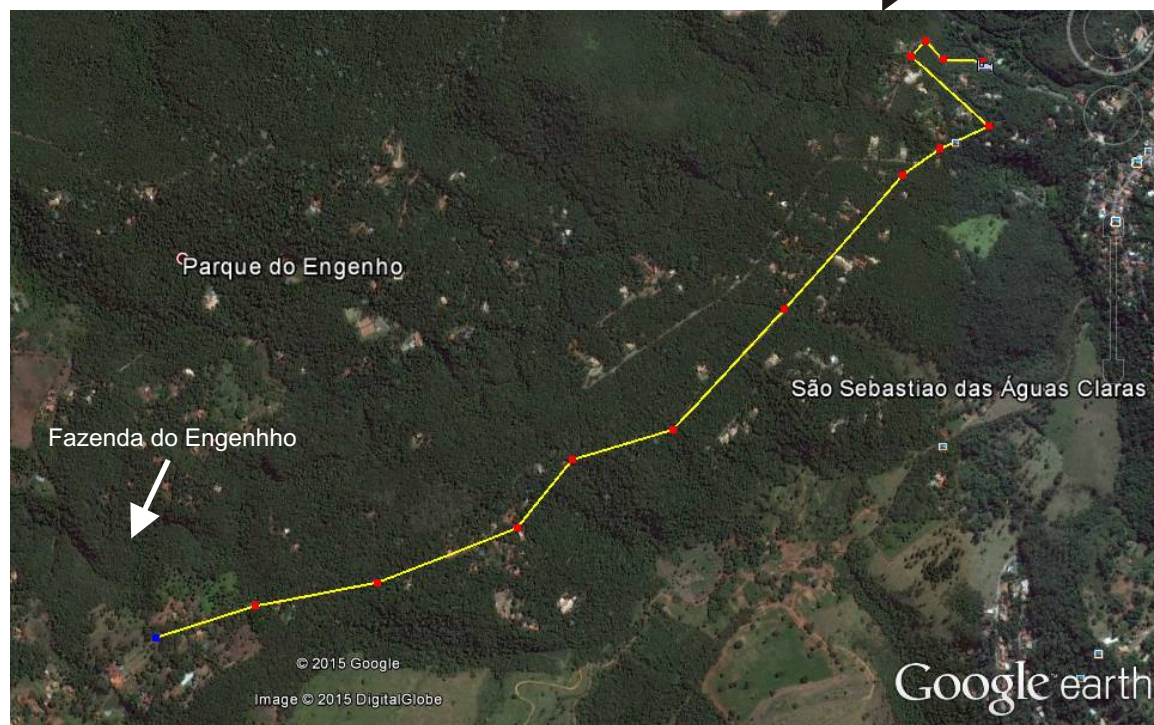 Parque do Engenho
São Sebastiao das Águas Claras
Fazenda do Engenhho
© 2015 Google
Image © 2015 DigitalGlobe
Google earth